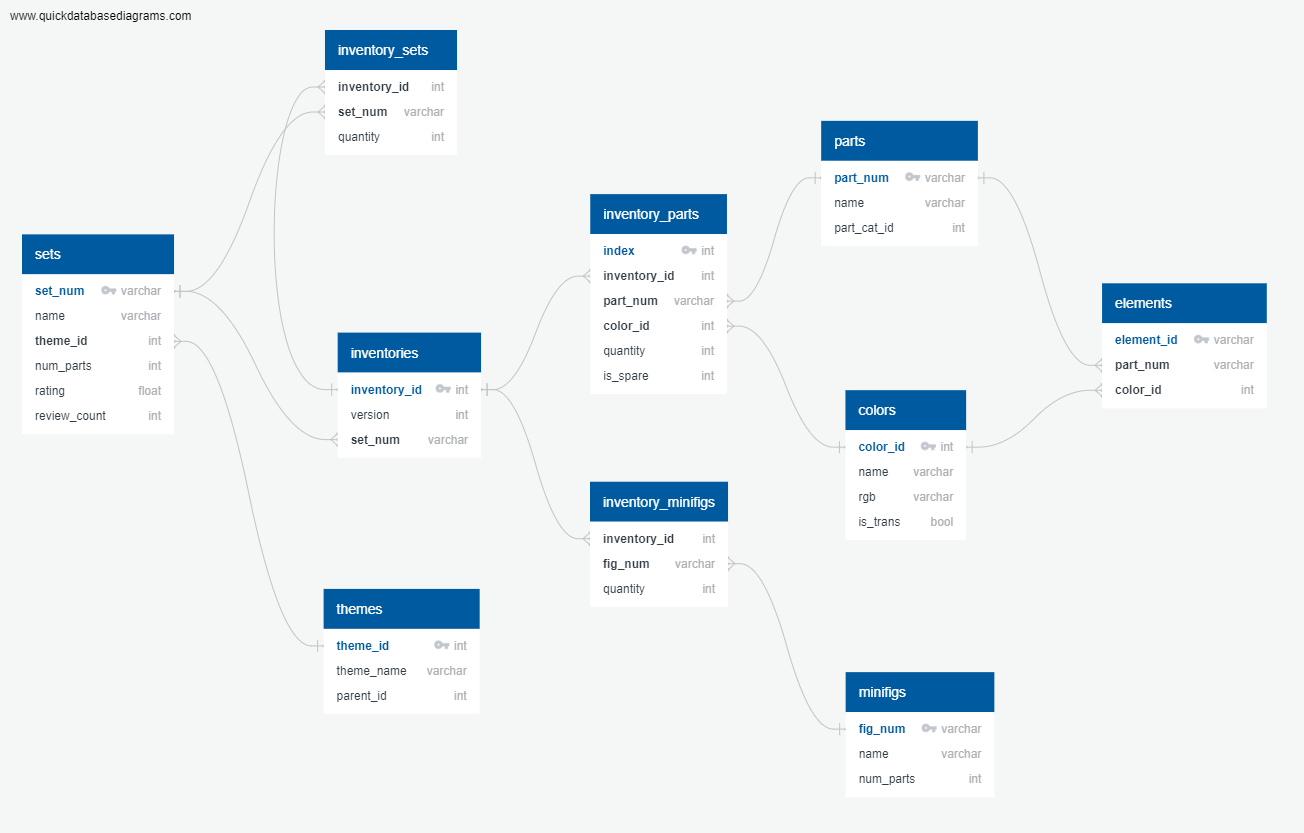 www.quickdatabasediagrams.com
inventory_sets
inventory_id int
set_num varchar
quantity int
sets
set_num varchar
name varchar
theme_id int
num_parts int
rating float
review_count int
inventories
inventory_id int
version int
set_num varchar
themes
theme_id int
theme_name varchar
parent_id int
inventory_parts
index int
inventory_id int
part_num varchar
color_id int
quantity int
is_spare int
inventory_minifigs
inventory_id int
fig_num varchar
quantity int
parts
part_num varchar
name varchar
part_cat_id int
colors
color_id int
name varchar
rgb varchar
is_trans bool
minifigs
fig_num varchar
name varchar
num_parts int
elements
element_id varchar
part_num varchar
color_id int